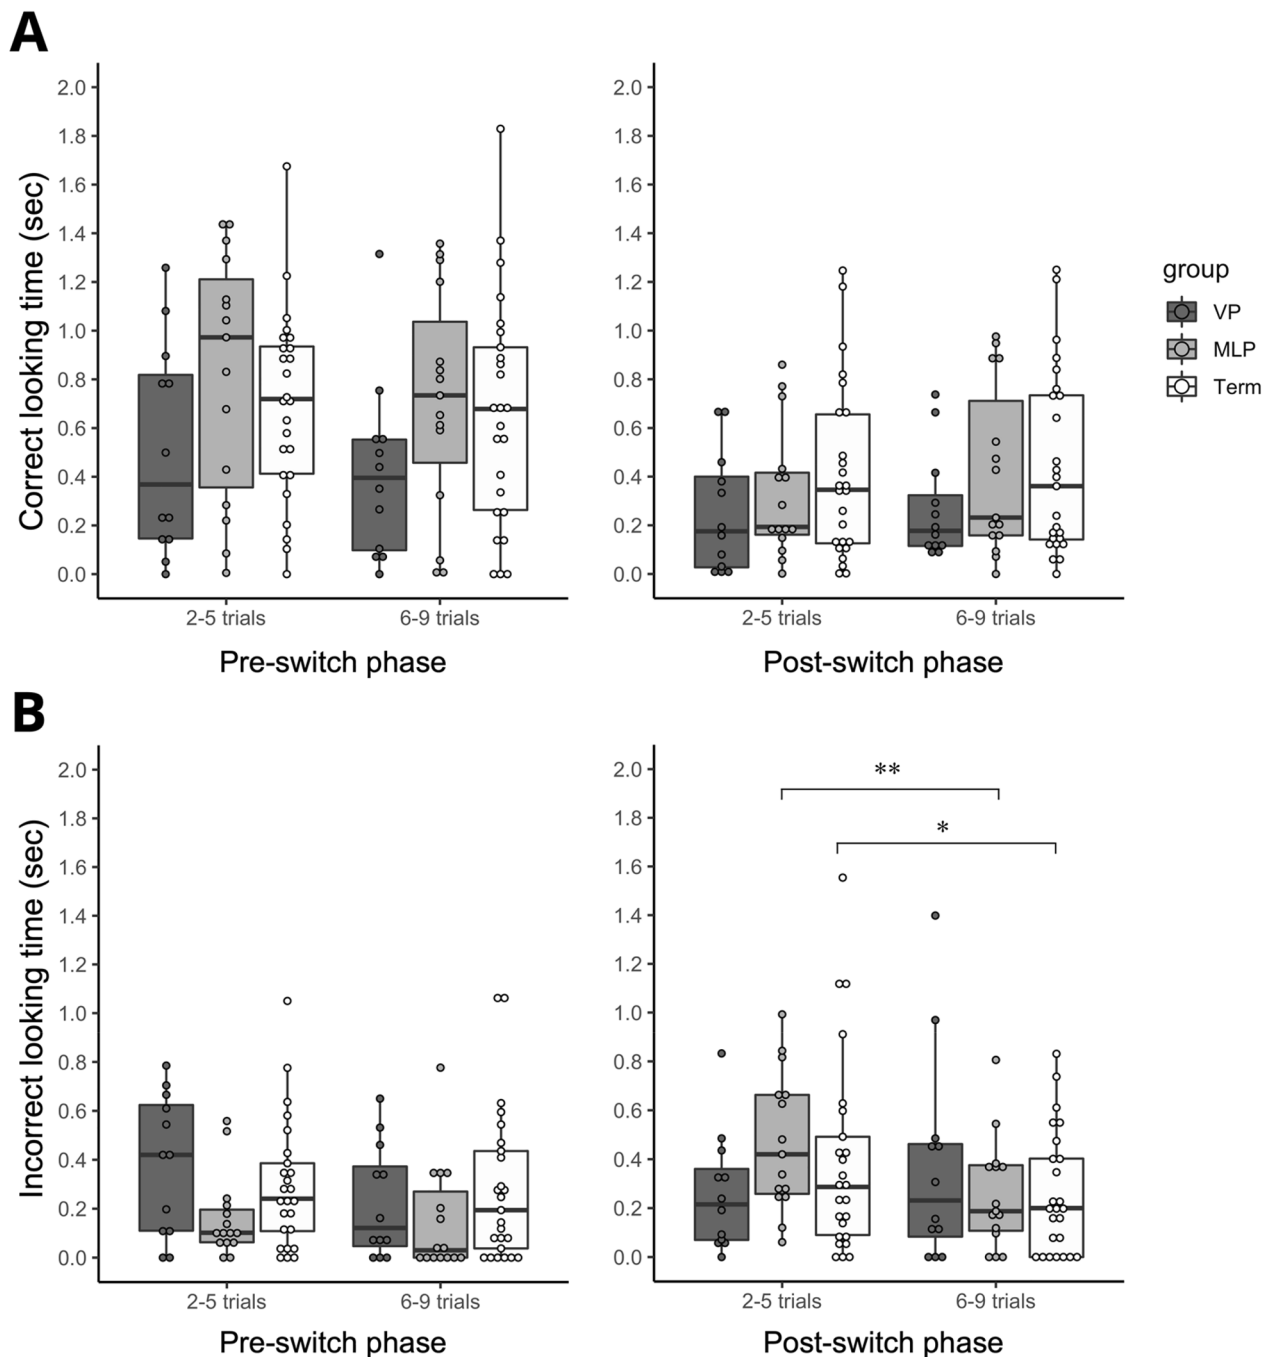 A
Correct looking time (sec)
2.0
1.8
1.6
1.4
1.2
1.0
0.8
0.6
0.4
0.2
0.0
2-5 trials
6-9 trials
Pre-switch phase
2.0
1.8
1.6
1.4
1.2
1.0
0.8
0.6
0.4
0.2
0.0
2-5 trials
6-9 trials
Post-switch phase
group
VP
MLP
Term
B
Incorrect looking time (sec)
2.0
1.8
1.6
1.4
1.2
1.0
0.8
0.6
0.4
0.2
0.0
2-5 trials
6-9 trials
Pre-switch phase
2.0
1.8
1.6
1.4
1.2
1.0
0.8
0.6
0.4
0.2
0.0
**
*
2-5 trials
6-9 trials
Post-switch phase